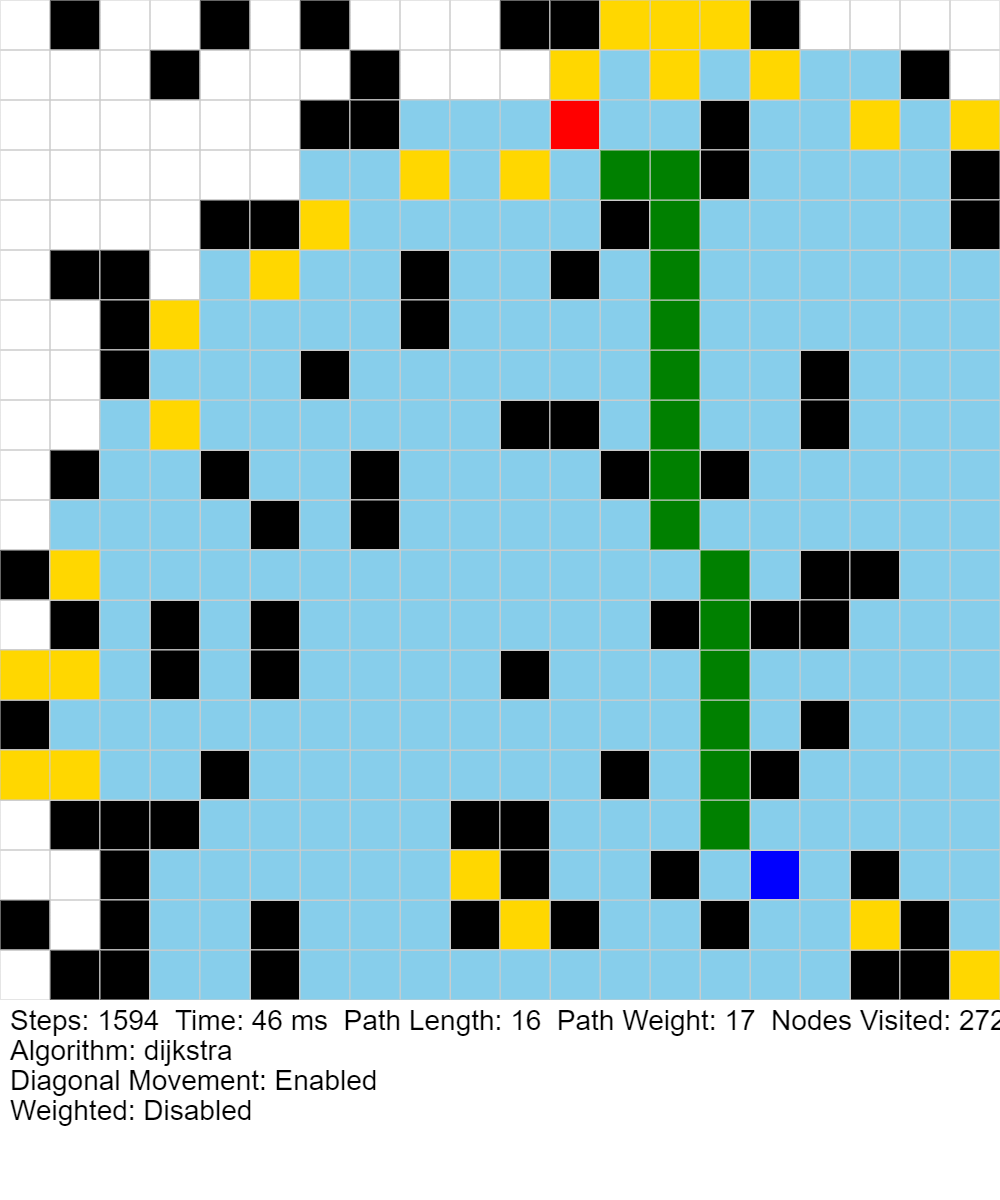 Steps: 1594 Time: 46 ms Path Length: 16 Path Weight: 17 Nodes Visited: 272
Algorithm: dijkstra
Diagonal Movement: Enabled
Weighted: Disabled